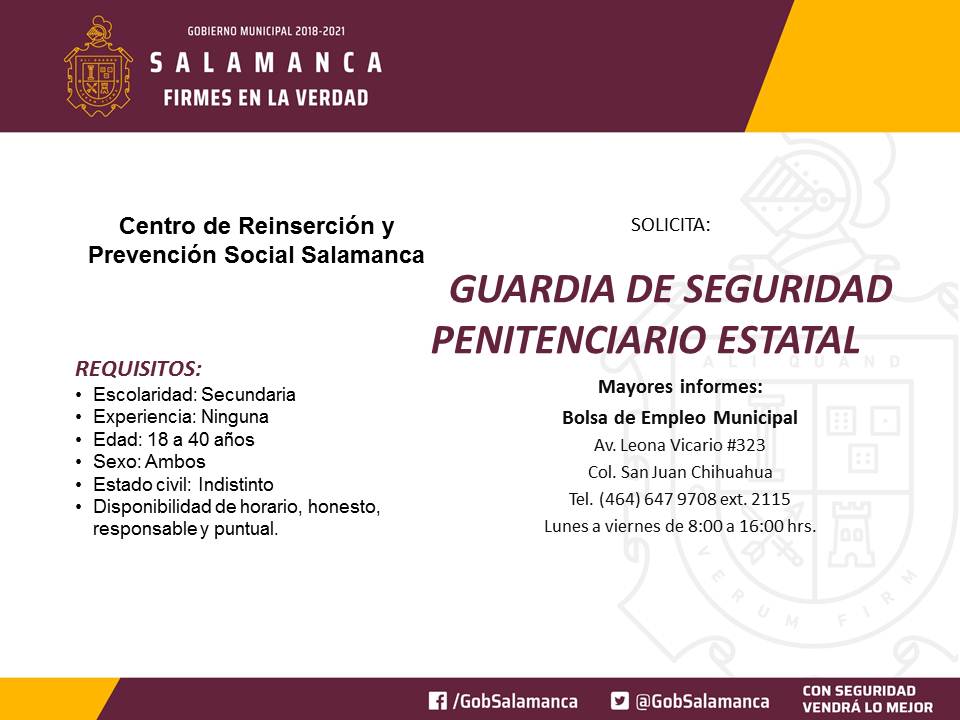 GOBIERNO MUNICIPAL 2018-2021
SALAMANCA
FIRMES EN LA VERDAD
Centro de Reinserción y
Prevención Social Salamanca
REQUISITOS:
• Escolaridad: Secundaria
• Experiencia: Ninguna
• Edad: 18 a 40 años
• Sexo: Ambos
• Estado civil: Indistinto
• Disponibilidad de horario, honesto,
responsable y puntual.
SOLICITA:
GUARDIA DE SEGURIDAD
PENITENCIARIO ESTATAL
Mayores informes:
Bolsa de Empleo Municipal
Av. Leona Vicario #323
Col. San Juan Chihuahua
Tel. (464) 647 9708 ext. 2115
Lunes a viernes de 8:00 a 16:00 hrs.
ALI QUAND
VERUM FIRM
/GobSalamanca
@GobSalamanca
CON SEGURIDAD
VENDRÁ LO MEJOR